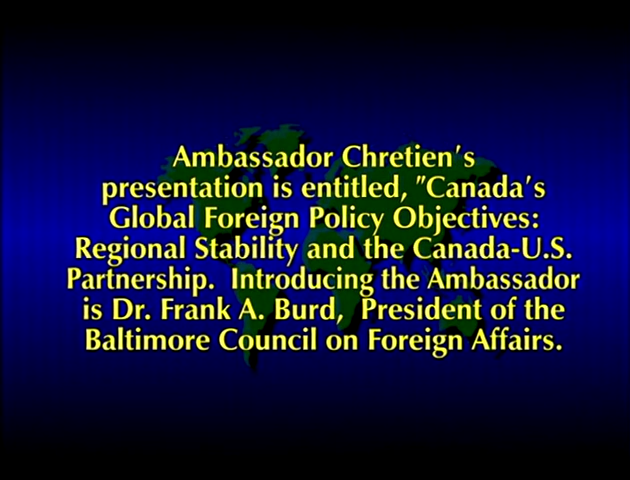 Ambassador Chretien's
presentation is entitled, "Canada's
Global Foreign Policy Objectives:
Regional Stability and the Canada-U.S.
Partnership.  Introducing the Ambassador
is Dr. Frank A. Burd,  President of the
Baltimore Council on Foreign Affairs.